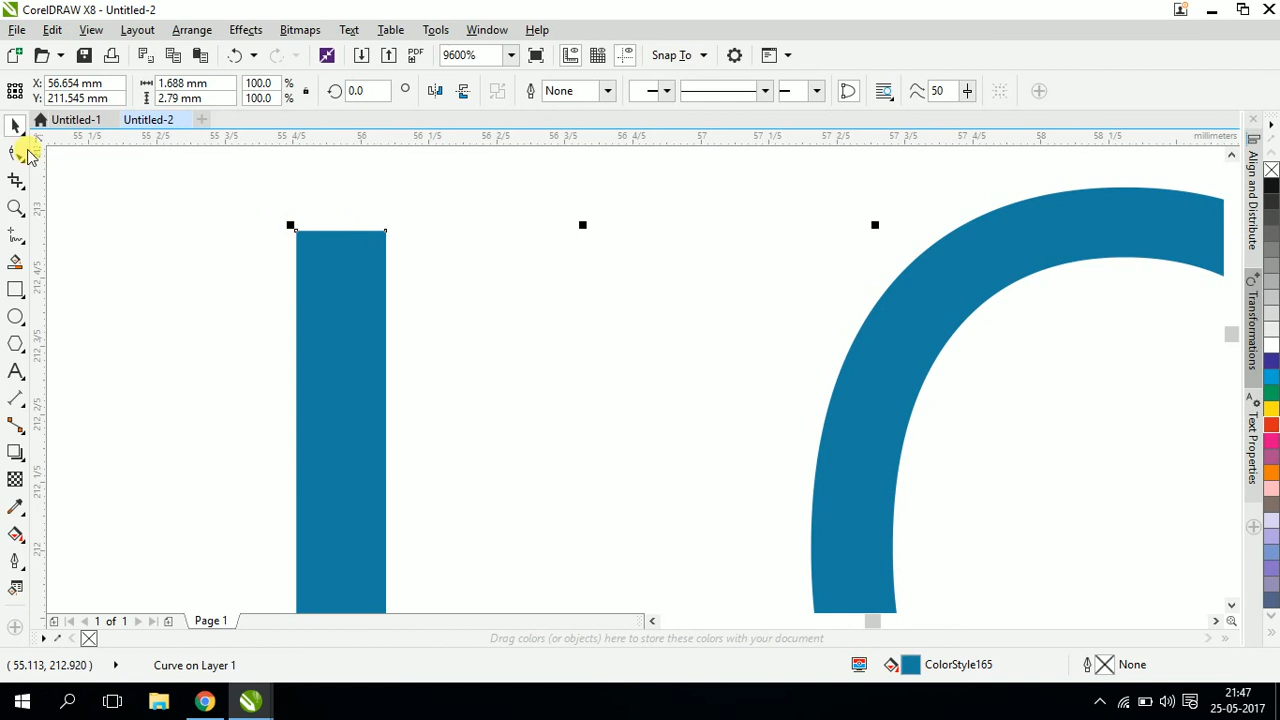 CorelDRAW X8 - Untitled-2
File Edit View Layout Arrange Effects Bitmaps Text Table Tools Window Help
PDF 9600% Snap To
X: 56.654 mm 1.688 mm 100.0 % 0.0 None 50
Y: 211.545 mm 2.79 mm 100.0 %
Untitled-1 Untitled-2
55 1/5 55 2/5 55 3/5 55 4/5 56 56 1/5 56 2/5 56 3/5 56 4/5 57 57 1/5 57 2/5 57 3/5 57 4/5 58 58 1/5 millimeters
213
212 4/5
212 3/5
212 2/5
212 1/5
212
Align and Distribute
Transformations
Text Properties
1 of 1 Page 1
Drag colors (or objects) here to store these colors with your document
( 55.113, 212.920 ) Curve on Layer 1 ColorStyle165 None
21:47
25-05-2017